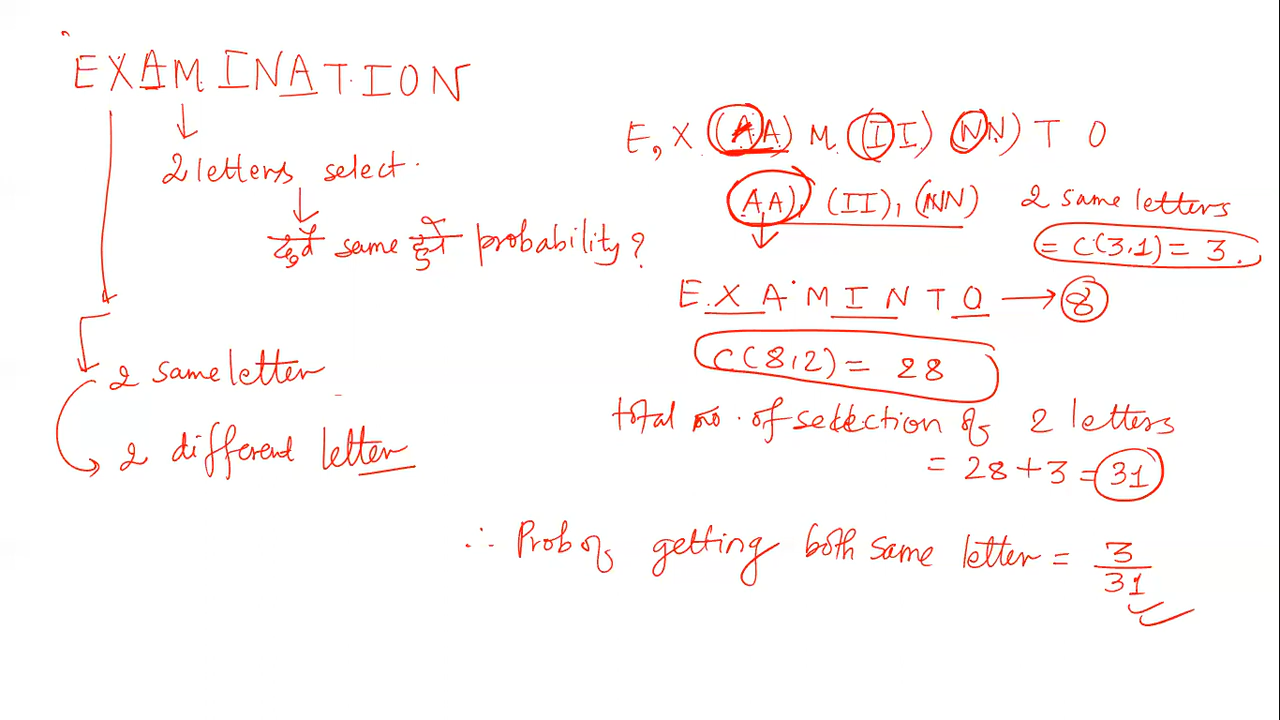 EXAMINATION
2 letters select.
दुवै same हुने probability?
2 same letter
2 different letter
E, X (AA) M (II) (NN) T O
(AA), (II), (NN) 2 same letters
= C(3,1) = 3.
E X A M I N T O → 8
C(8,2) = 28
total no. of selection of 2 letters
= 28 + 3 = 31
∴ Prob of getting both same letter = 3/31